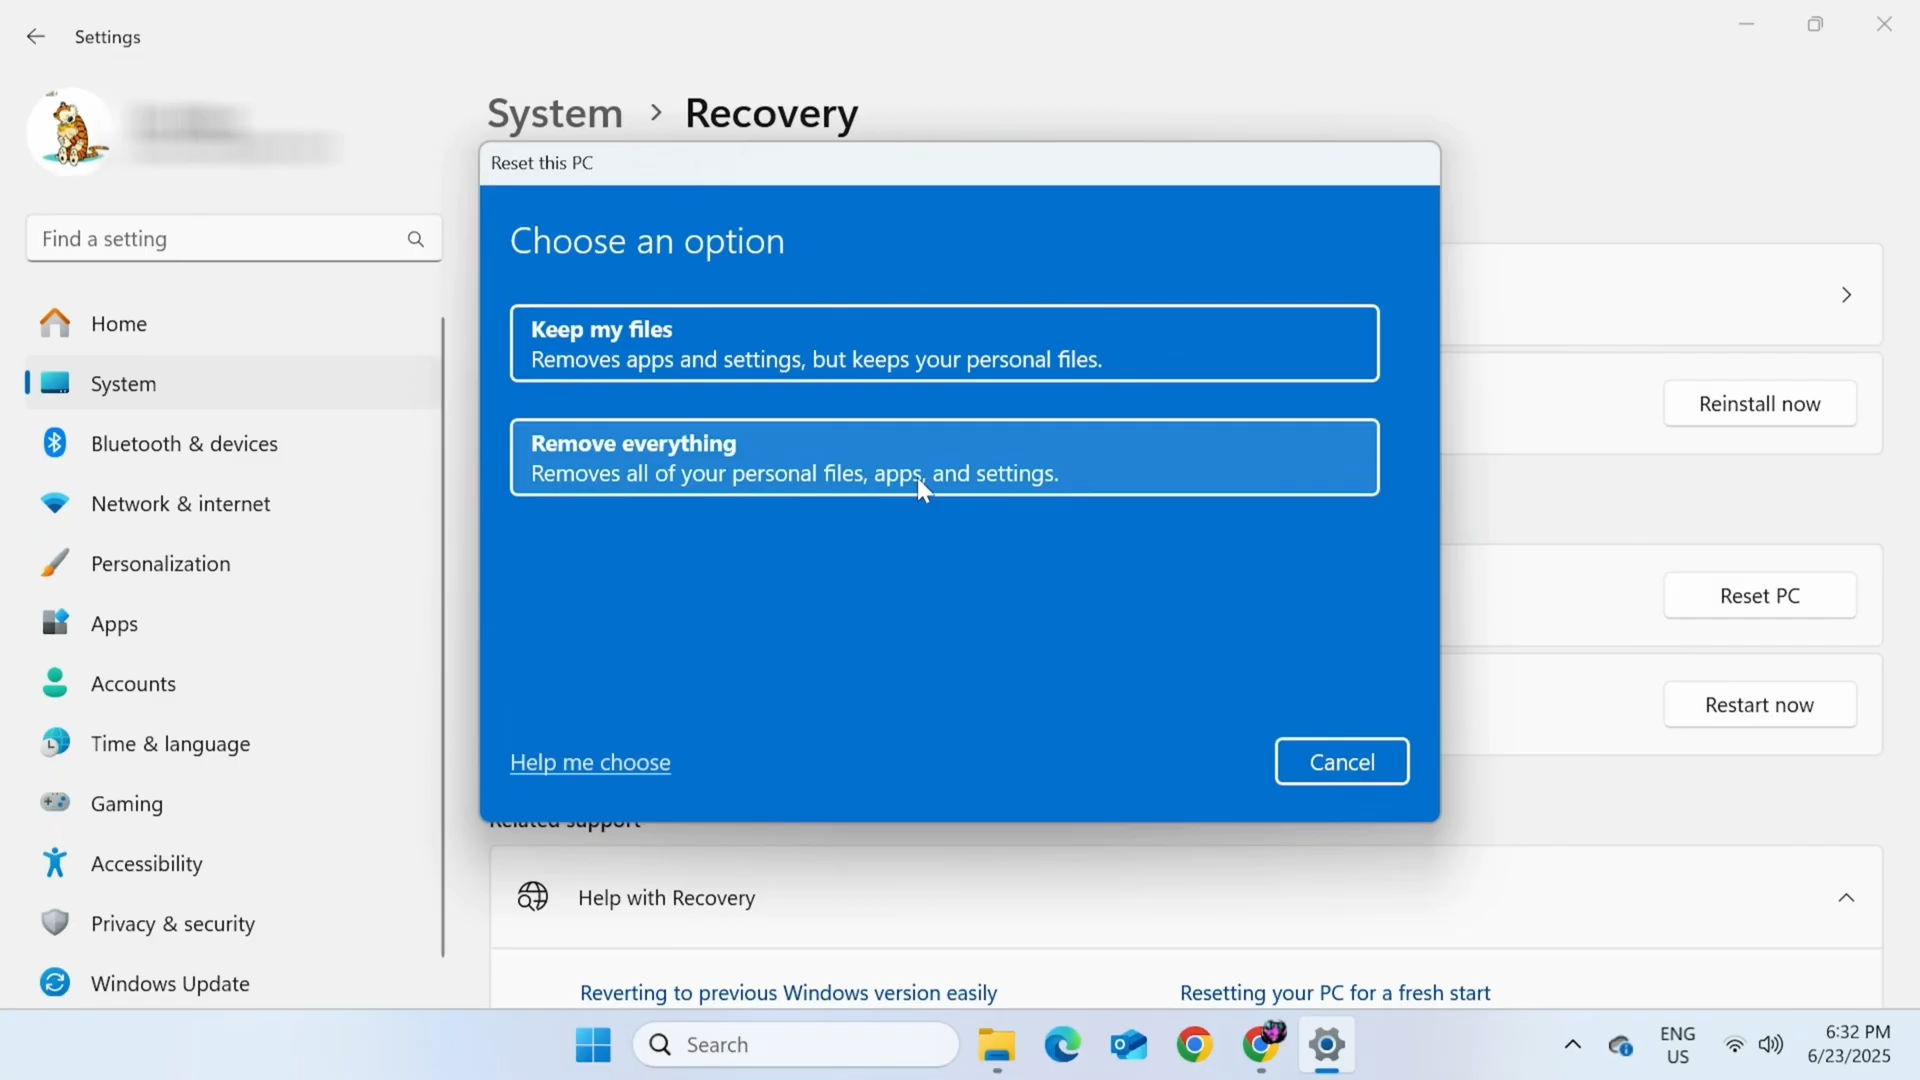 Settings
System > Recovery
Find a setting
Home
System
Bluetooth & devices
Network & internet
Personalization
Apps
Accounts
Time & language
Gaming
Accessibility
Privacy & security
Windows Update
Reset this PC
Choose an option
Keep my files
Removes apps and settings, but keeps your personal files.
Remove everything
Removes all of your personal files, apps, and settings.
Help me choose
Cancel
Reinstall now
Reset PC
Restart now
Related support
Help with Recovery
Reverting to previous Windows version easily
Resetting your PC for a fresh start
Search
ENG
US
6:32 PM
6/23/2025